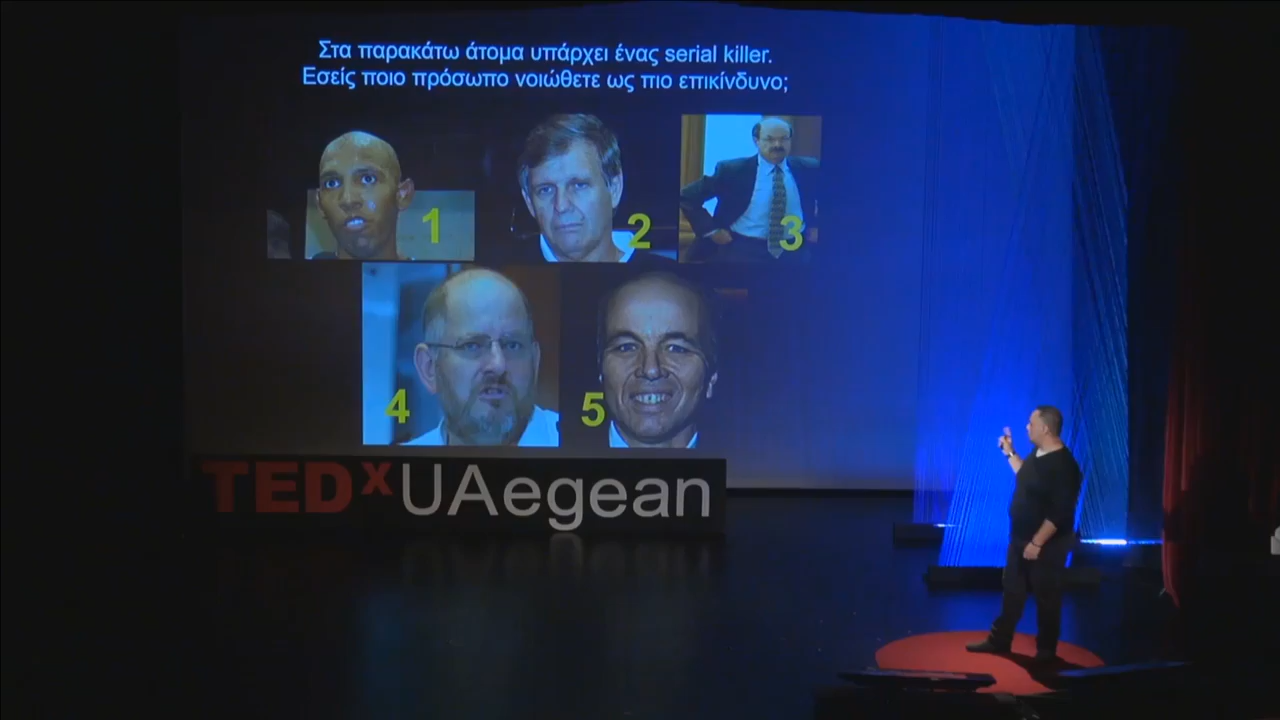 Στα παρακάτω άτομα υπάρχει ένας serial killer.
Εσείς ποιο πρόσωπο νοιώθετε ως πιο επικίνδυνο;
1
2
3
4
5
TEDxUAegean